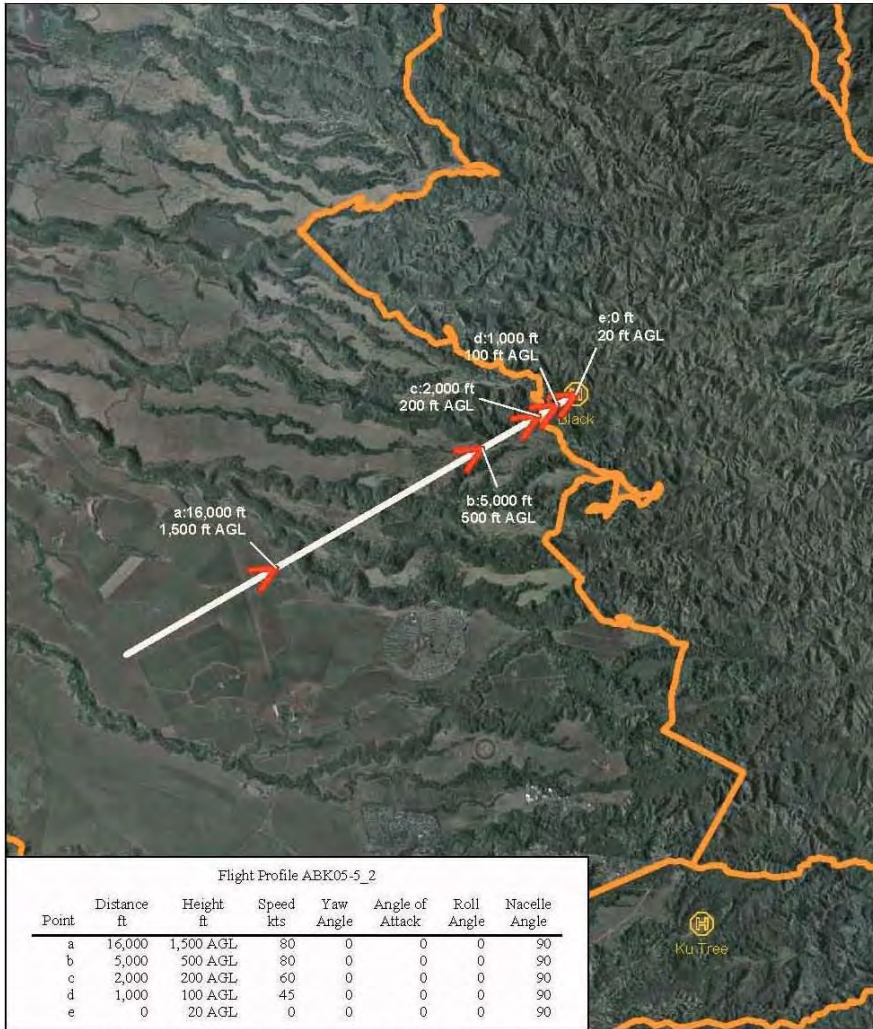 e:0 ft
20 ft AGL
d:1,000 ft
100 ft AGL
c:2,000 ft
200 ft AGL
Black
b:5,000 ft
500 ft AGL
a:16,000 ft
1,500 ft AGL
H
Ku Tree
Flight Profile ABK05-5_2
Point Distance ft Height ft Speed kts Yaw Angle Angle of Attack Roll Angle Nacelle Angle
a 16,000 1,500 AGL 80 0 0 0 90
b 5,000 500 AGL 80 0 0 0 90
c 2,000 200 AGL 60 0 0 0 90
d 1,000 100 AGL 45 0 0 0 90
e 0 20 AGL 0 0 0 0 90